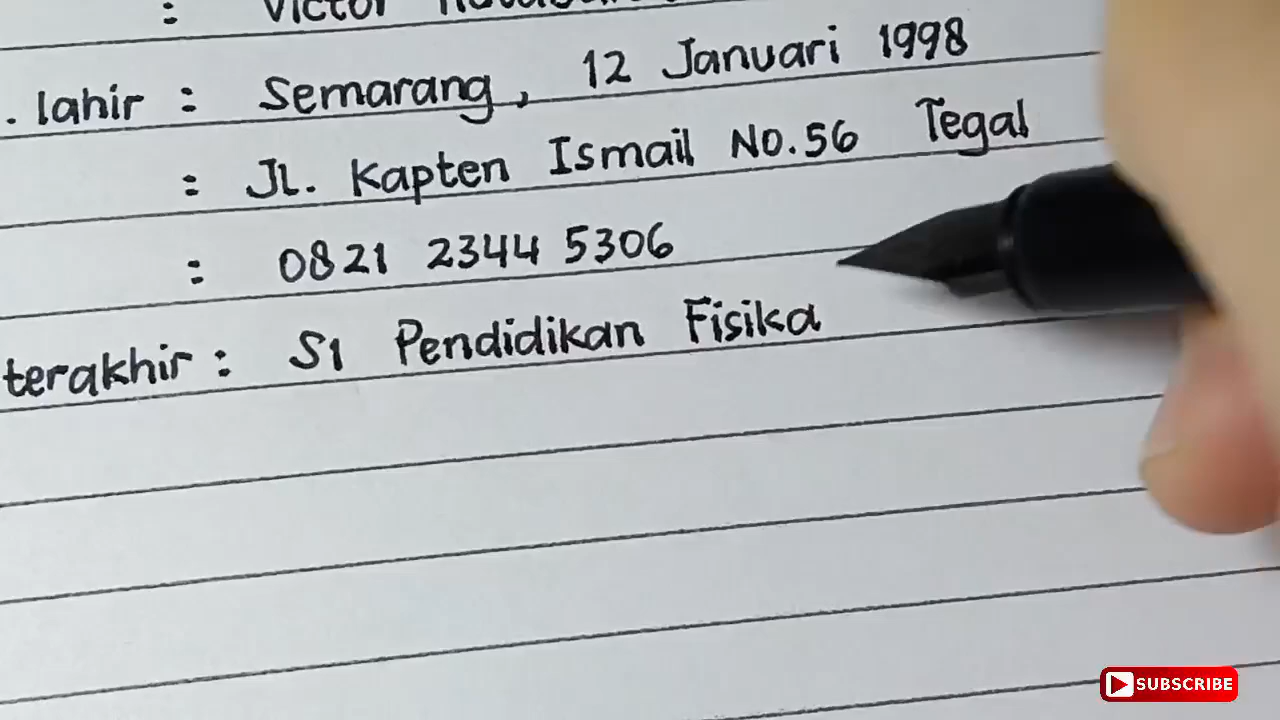 : Victor
. lahir : Semarang, 12 Januari 1998
: Jl. Kapten Ismail No.56 Tegal
: 0821 2344 5306
terakhir : S1 Pendidikan Fisika
SUBSCRIBE